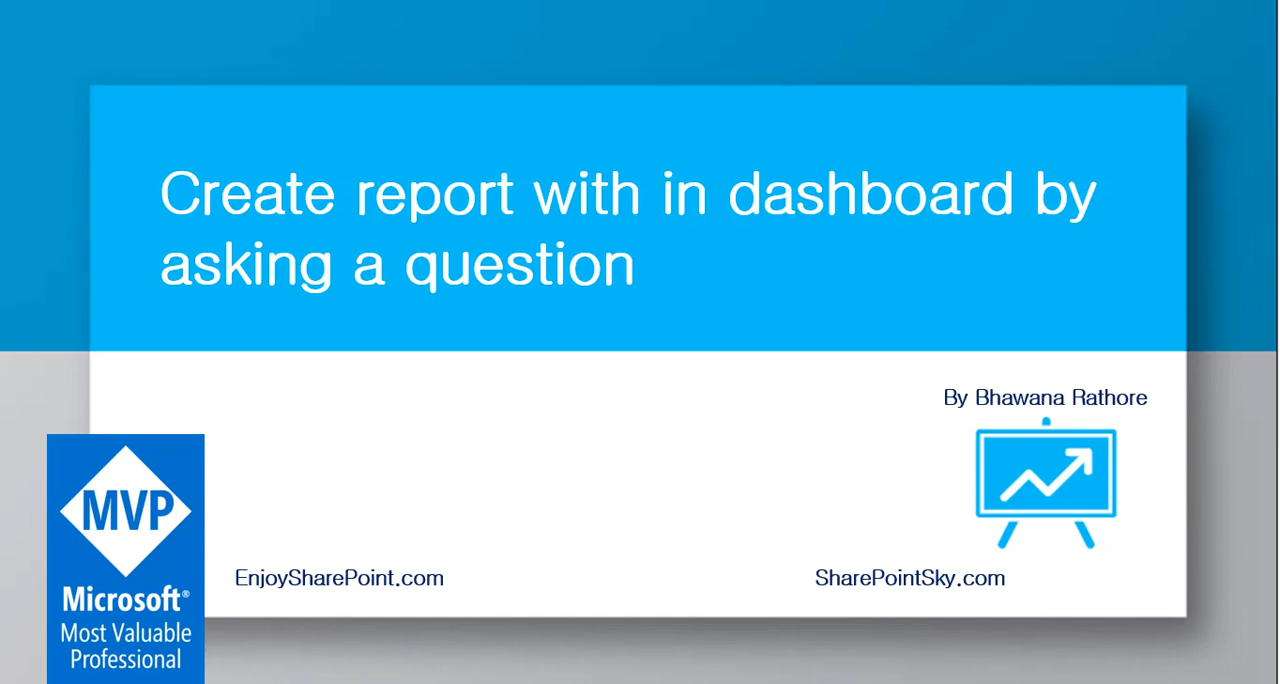 Create report with in dashboard by
asking a question
By Bhawana Rathore
MVP
Microsoft®
Most Valuable
Professional
EnjoySharePoint.com
SharePointSky.com